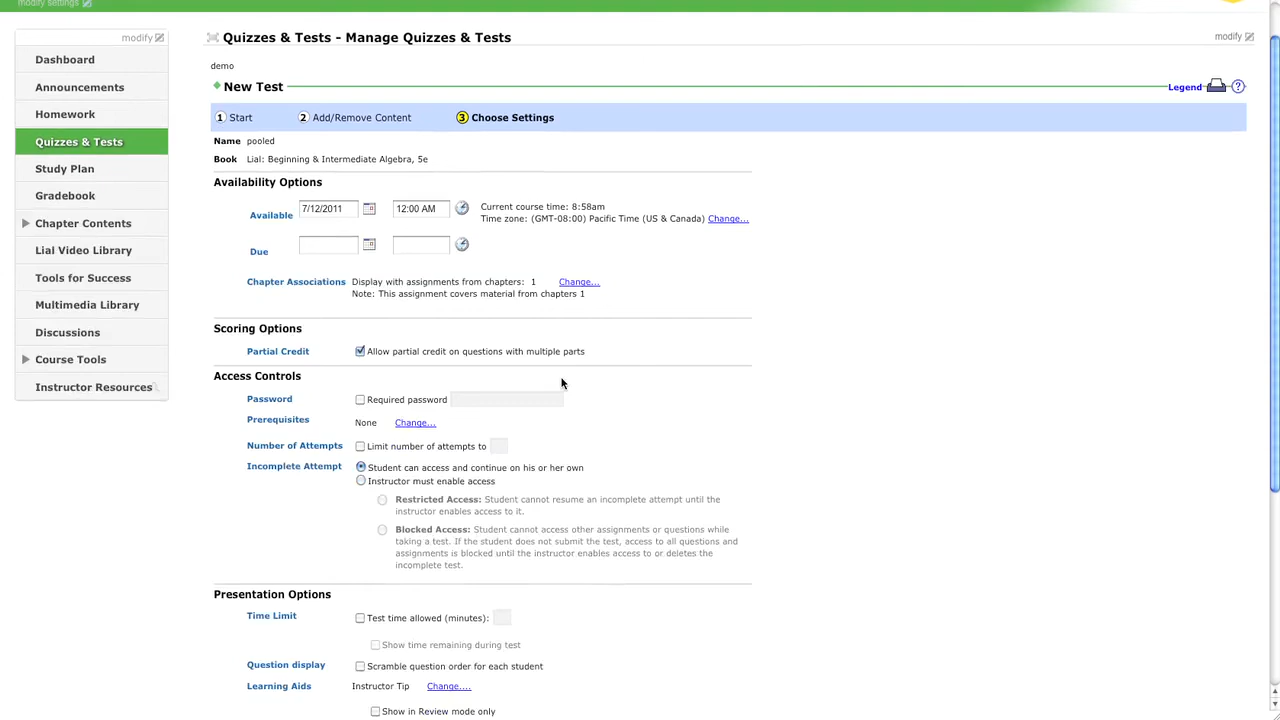 modify settings
modify
Dashboard
Announcements
Homework
Quizzes & Tests
Study Plan
Gradebook
Chapter Contents
Lial Video Library
Tools for Success
Multimedia Library
Discussions
Course Tools
Instructor Resources
Quizzes & Tests - Manage Quizzes & Tests
modify
demo
New Test
Legend
?
1 Start 2 Add/Remove Content 3 Choose Settings
Name pooled
Book Lial: Beginning & Intermediate Algebra, 5e
Availability Options
Available 7/12/2011 12:00 AM
Current course time: 8:58am
Time zone: (GMT-08:00) Pacific Time (US & Canada) Change...
Due
Chapter Associations Display with assignments from chapters: 1 Change...
Note: This assignment covers material from chapters 1
Scoring Options
Partial Credit Allow partial credit on questions with multiple parts
Access Controls
Password Required password
Prerequisites None Change...
Number of Attempts Limit number of attempts to
Incomplete Attempt Student can access and continue on his or her own
Instructor must enable access
Restricted Access: Student cannot resume an incomplete attempt until the
instructor enables access to it.
Blocked Access: Student cannot access other assignments or questions while
taking a test. If the student does not submit the test, access to all questions and
assignments is blocked until the instructor enables access to or deletes the
incomplete test.
Presentation Options
Time Limit Test time allowed (minutes):
Show time remaining during test
Question display Scramble question order for each student
Learning Aids Instructor Tip Change....
Show in Review mode only